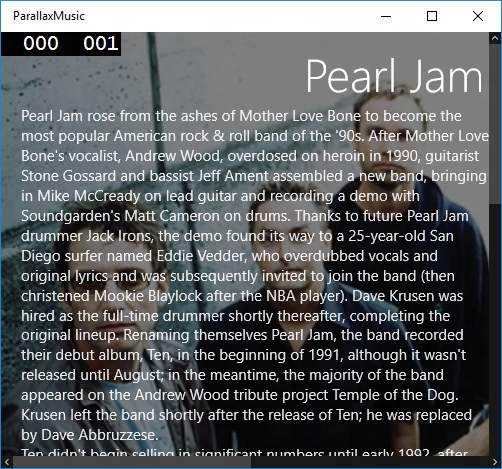 ParallaxMusic
000 001
Pearl Jam
Pearl Jam rose from the ashes of Mother Love Bone to become the
most popular American rock & roll band of the '90s. After Mother Love
Bone's vocalist, Andrew Wood, overdosed on heroin in 1990, guitarist
Stone Gossard and bassist Jeff Ament assembled a new band, bringing
in Mike McCready on lead guitar and recording a demo with
Soundgarden's Matt Cameron on drums. Thanks to future Pearl Jam
drummer Jack Irons, the demo found its way to a 25-year-old San
Diego surfer named Eddie Vedder, who overdubbed vocals and
original lyrics and was subsequently invited to join the band (then
christened Mookie Blaylock after the NBA player). Dave Krusen was
hired as the full-time drummer shortly thereafter, completing the
original lineup. Renaming themselves Pearl Jam, the band recorded
their debut album, Ten, in the beginning of 1991, although it wasn't
released until August; in the meantime, the majority of the band
appeared on the Andrew Wood tribute project Temple of the Dog.
Krusen left the band shortly after the release of Ten; he was replaced
by Dave Abbruzzese.
Ten didn't begin selling in significant numbers until early 1992, after